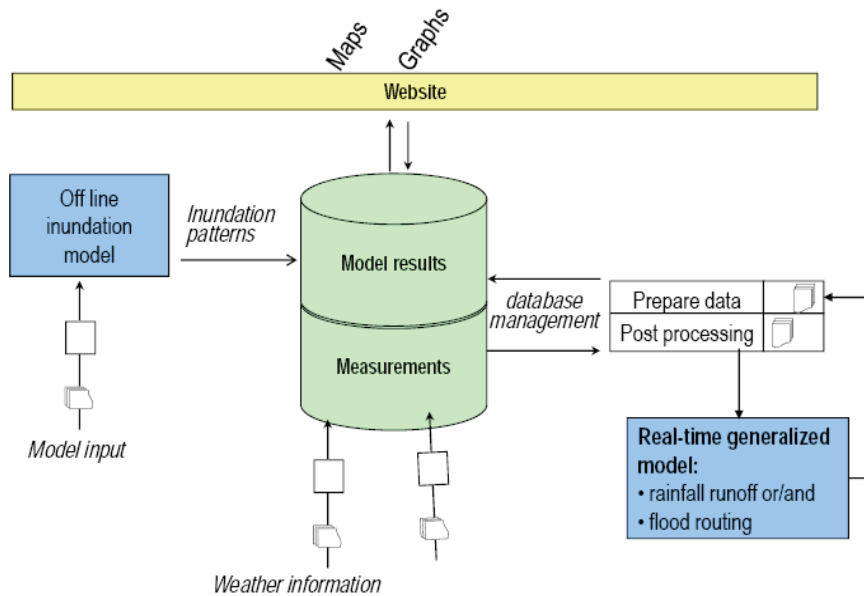 Maps
Graphs
Website
Off line
inundation
model
Inundation
patterns
Model results
database
management
Prepare data
Post processing
Measurements
Model input
Real-time generalized
model:
• rainfall runoff or/and
• flood routing
Weather information